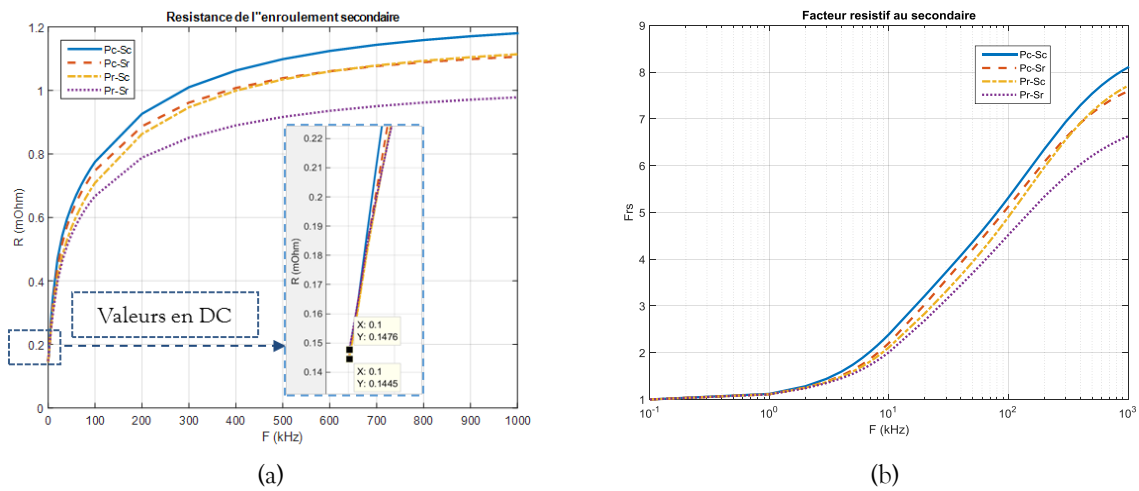 Resistance de l"enroulement secondaire
R (mOhm)
1.2
1
0.8
0.6
0.4
0.2
0
Pc-Sc
Pc-Sr
Pr-Sc
Pr-Sr
Valeurs en DC
R (mOhm)
0.22
0.21
0.2
0.19
0.18
0.17
0.16
0.15
0.14
X: 0.1
Y: 0.1476
X: 0.1
Y: 0.1445
0 100 200 300 400 500 600 700 800 900 1000
F (kHz)
(a)
Facteur resistif au secondaire
Frs
9
8
7
6
5
4
3
2
1
Pc-Sc
Pc-Sr
Pr-Sc
Pr-Sr
10-1 100 101 102 103
F (kHz)
(b)